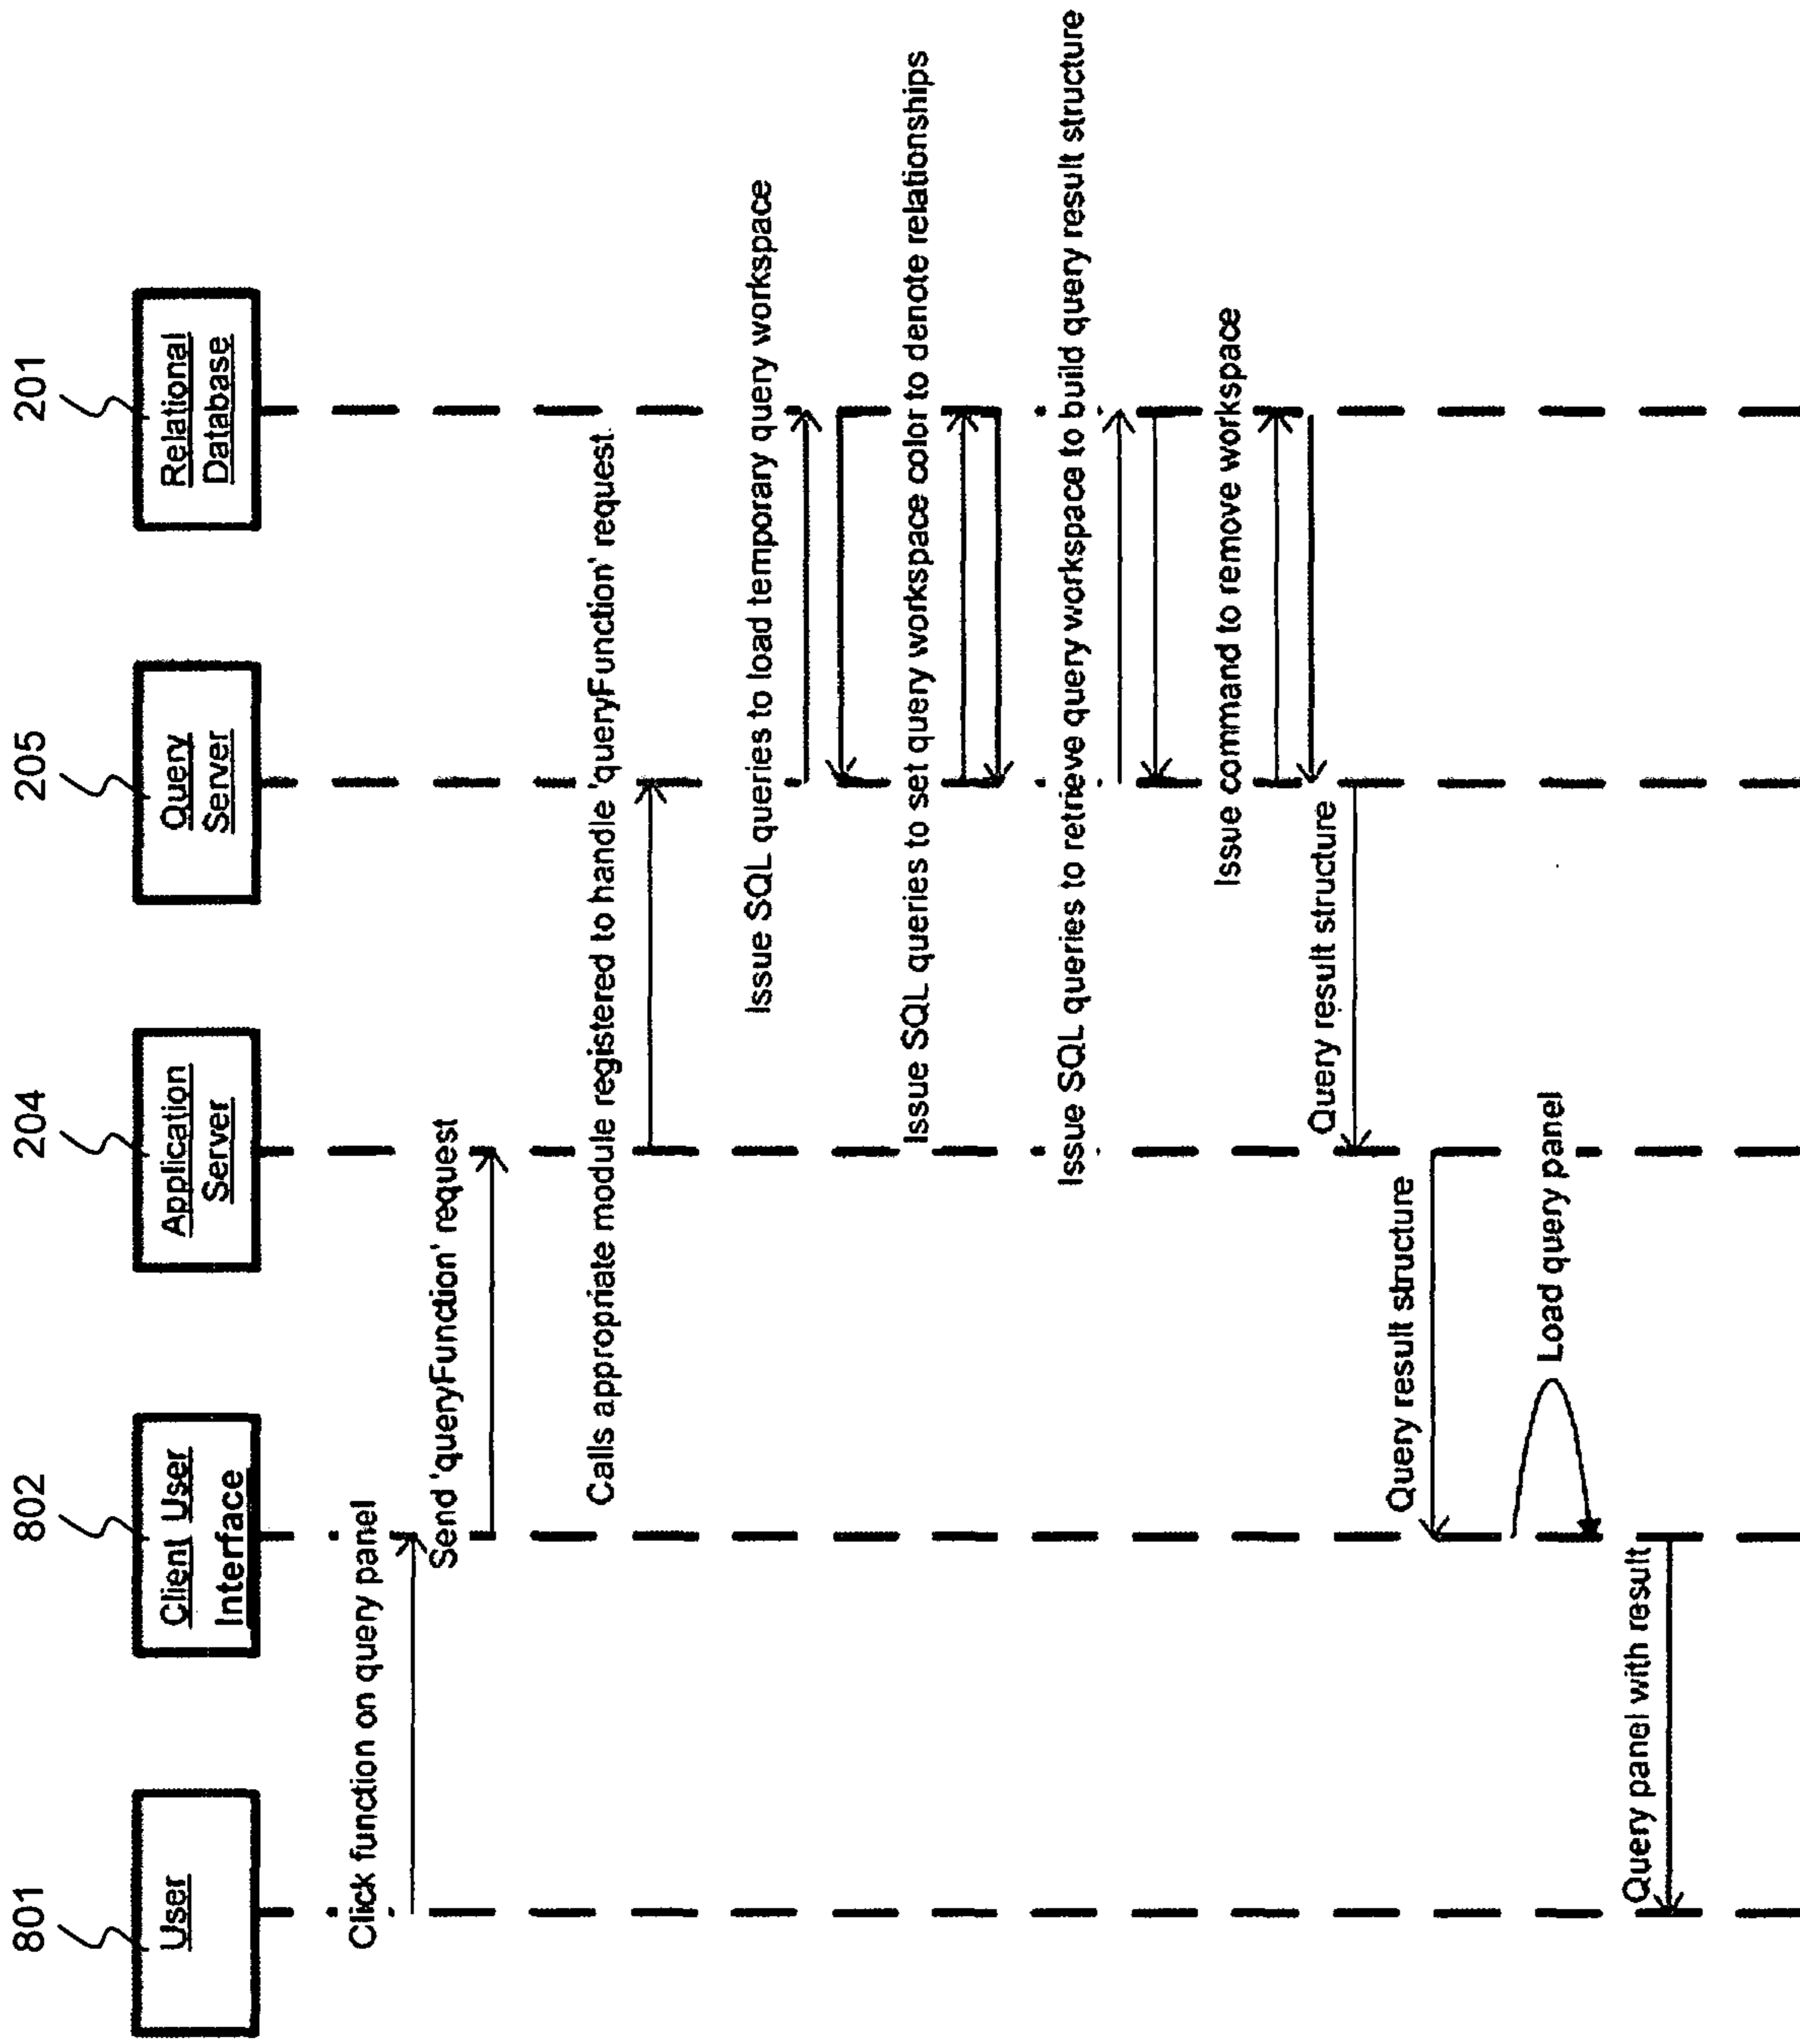 801
802
204
205
201
User
Client User
Interface
Application
Server
Query
Server
Relational
Database
Click function on query panel
Send 'queryFunction' request
Calls appropriate module registered to handle 'queryFunction' request
Issue SQL queries to load temporary query workspace
Issue SQL queries to set query workspace color to denote relationships
Issue SQL queries to retrieve query workspace to build query result structure
Issue command to remove workspace
Query result structure
Query result structure
Load query panel
Query panel with result